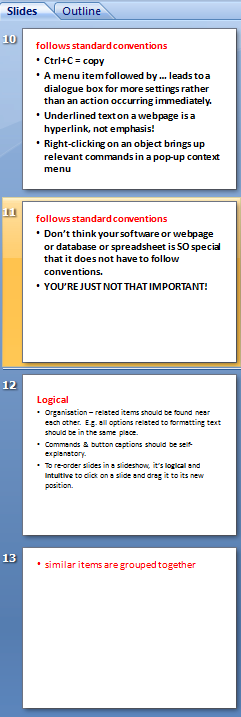 Slides Outline
10
follows standard conventions
• Ctrl+C = copy
• A menu item followed by ... leads to a
dialogue box for more settings rather
than an action occurring immediately.
• Underlined text on a webpage is a
hyperlink, not emphasis!
• Right-clicking on an object brings up
relevant commands in a pop-up context
menu
11
follows standard conventions
• Don't think your software or webpage
or database or spreadsheet is SO special
that it does not have to follow
conventions.
• YOU'RE JUST NOT THAT IMPORTANT!
12
Logical
• Organisation – related items should be found near
each other. E.g. all options related to formatting text
should be in the same place.
• Commands & button captions should be self-
explanatory.
• To re-order slides in a slideshow, it's logical and
intuitive to click on a slide and drag it to its new
position.
13
• similar items are grouped together